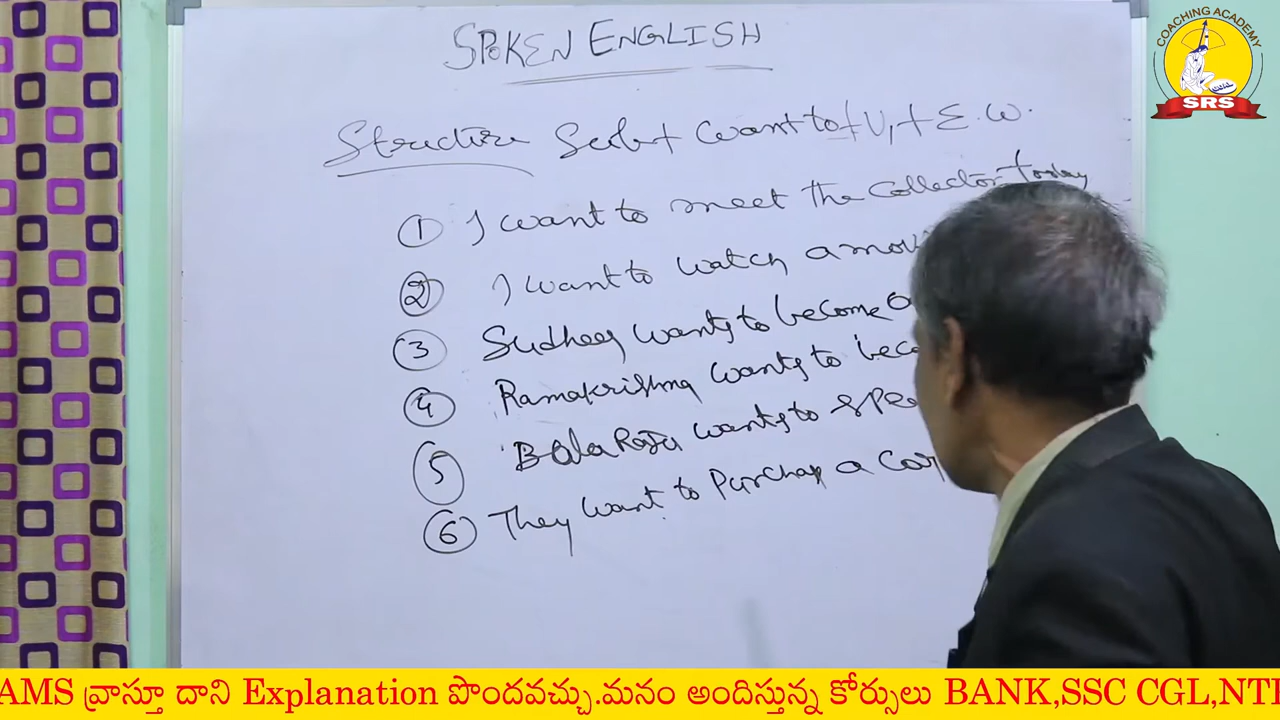 SPOKEN ENGLISH
COACHING ACADEMY
SRS
Structure Sub+ want to+V1+E.W.
① I want to meet the Collector today
② I want to watch a mov
③ Sudheer wants to become a
④ Ramakrishna wants to bec
⑤ Bala Raju wants to spea
⑥ They want to Purchase a Car
AMS వ్రాస్తూ దాని Explanation పొందవచ్చు.మనం అందిస్తున్న కోర్సులు BANK,SSC CGL,NT